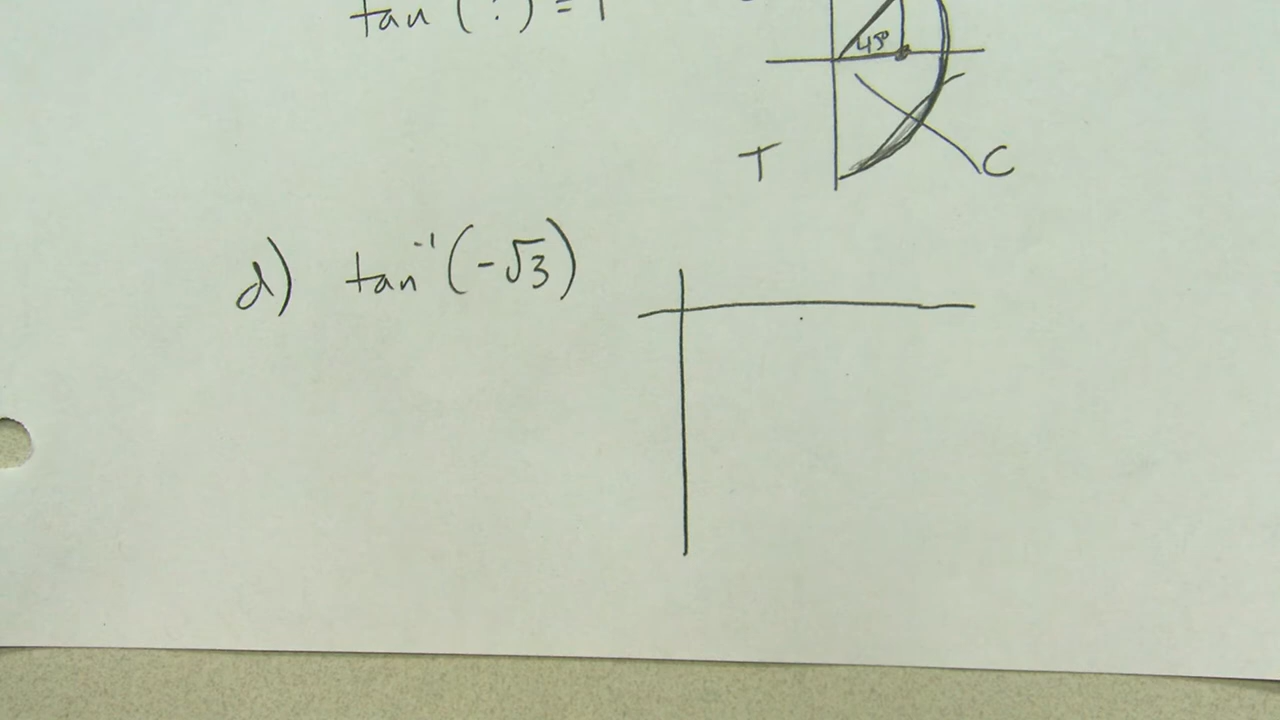 tan (?) = 1
45°
T C
d) tan⁻¹(-√3)